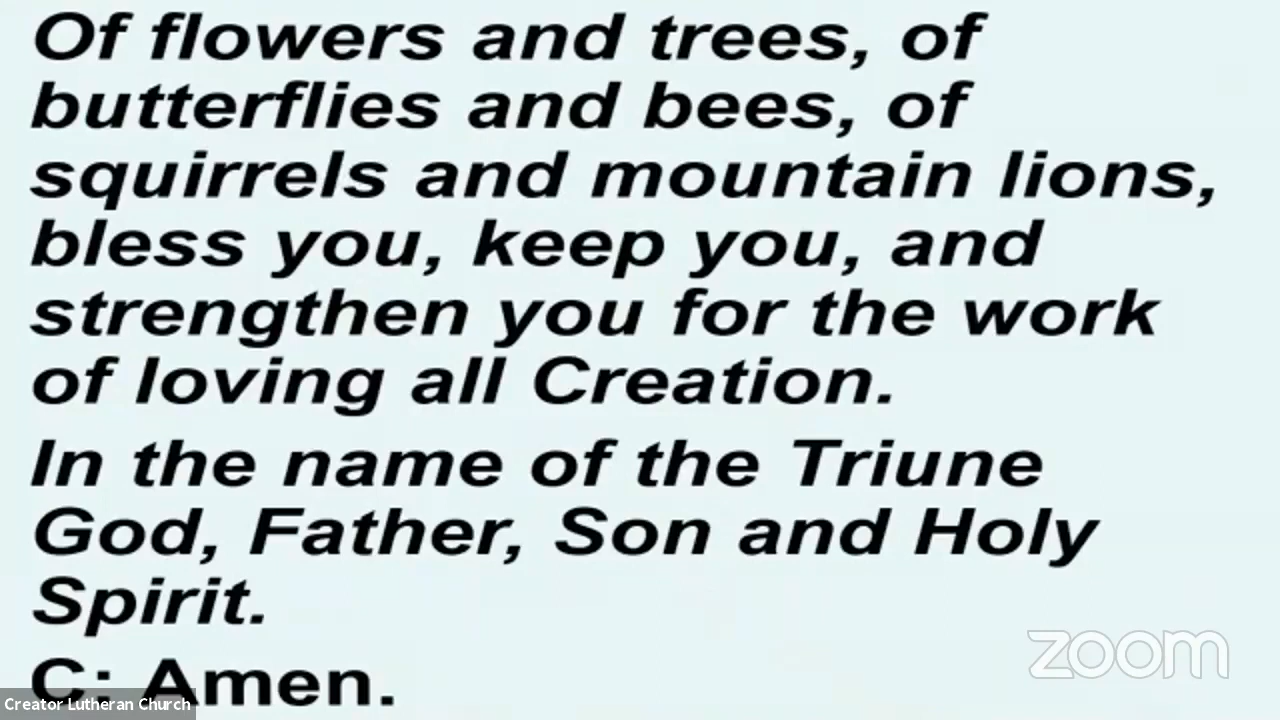 Of flowers and trees, of
butterflies and bees, of
squirrels and mountain lions,
bless you, keep you, and
strengthen you for the work
of loving all Creation.
In the name of the Triune
God, Father, Son and Holy
Spirit.
zoom
C: Amen.
Creator Lutheran Church